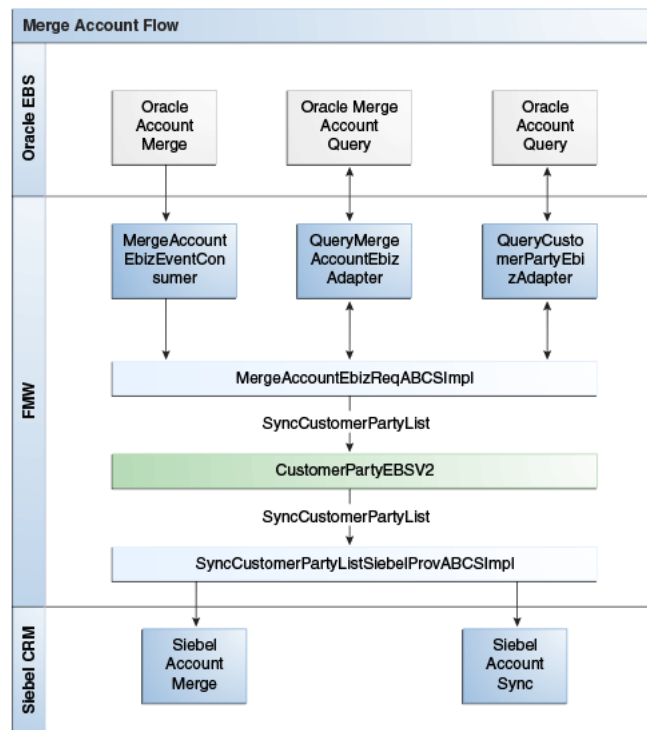 Merge Account Flow
Oracle EBS
Oracle
Account
Merge
Oracle Merge
Account
Query
Oracle
Account
Query
FMW
MergeAccount
EbizEventCon
sumer
QueryMerge
AccountEbiz
Adapter
QueryCusto
merPartyEbi
zAdapter
MergeAccountEbizReqABCSImpl
SyncCustomerPartyList
CustomerPartyEBSV2
SyncCustomerPartyList
SyncCustomerPartyListSiebelProvABCSImpl
Siebel CRM
Siebel
Account
Merge
Siebel
Account
Sync